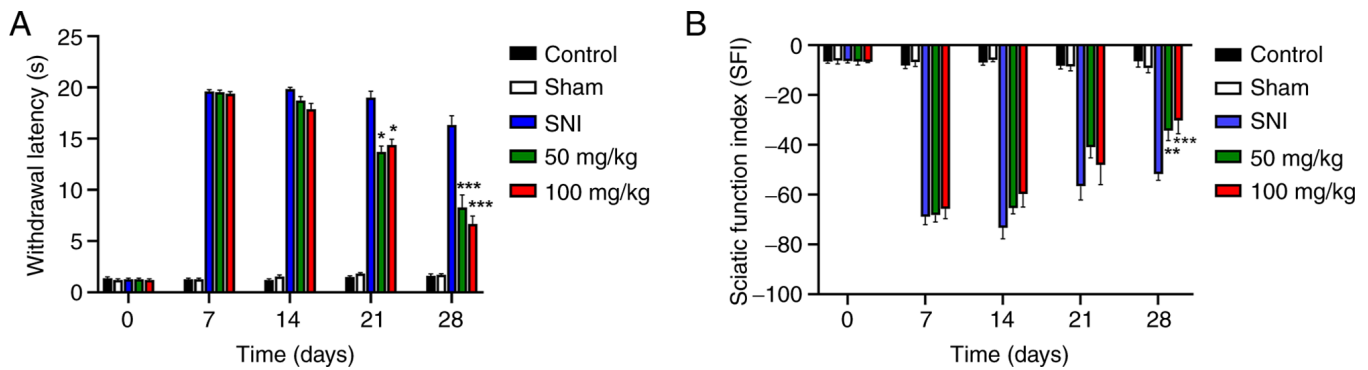 A
Withdrawal latency (s)
25
20
15
10
5
0
*
*
***
***
0 7 14 21 28
Time (days)
Control
Sham
SNI
50 mg/kg
100 mg/kg
B
Sciatic function index (SFI)
0
−20
−40
−60
−80
−100
***
**
0 7 14 21 28
Time (days)
Control
Sham
SNI
50 mg/kg
100 mg/kg